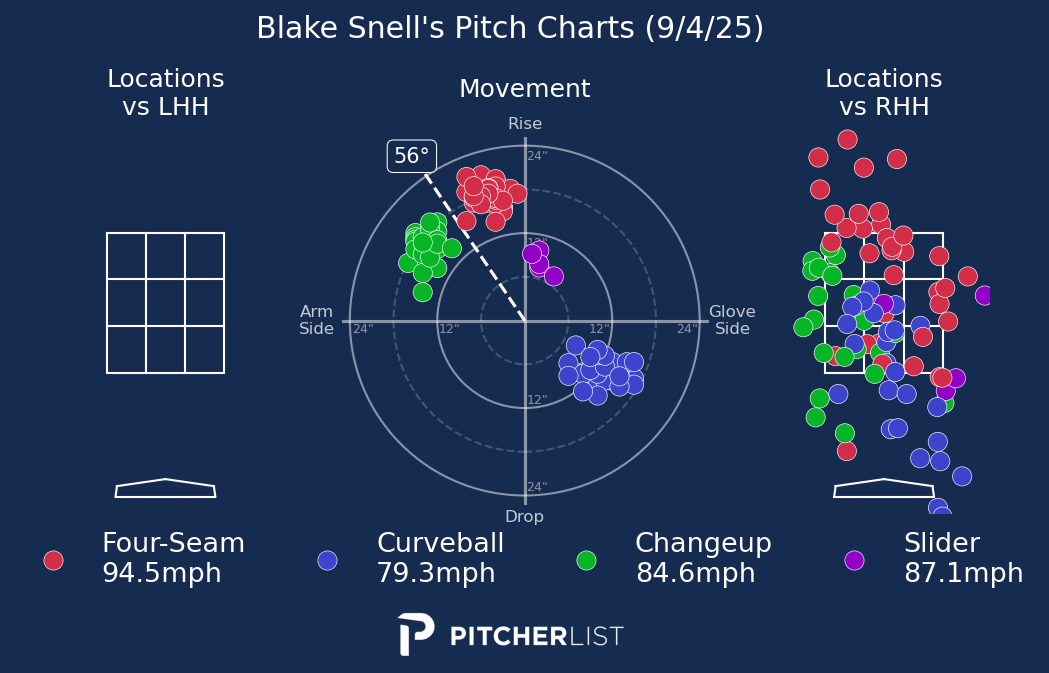 Blake Snell's Pitch Charts (9/4/25)
Locations
vs LHH
Movement
Locations
vs RHH
Rise
56°
24"
12"
Arm
Side
24"
12"
12"
24"
Glove
Side
12"
24"
Drop
Four-Seam
94.5mph
Curveball
79.3mph
Changeup
84.6mph
Slider
87.1mph
PITCHERLIST